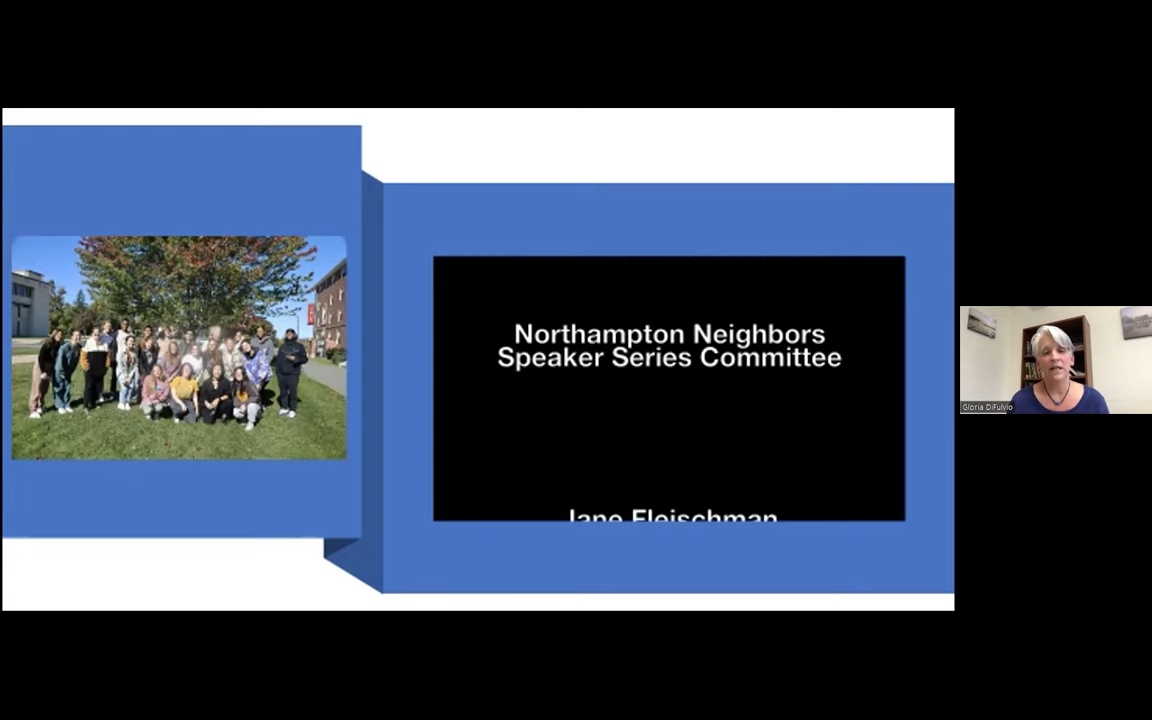 Northampton Neighbors
Speaker Series Committee
Jane Fleischman
Gloria DiFulvio